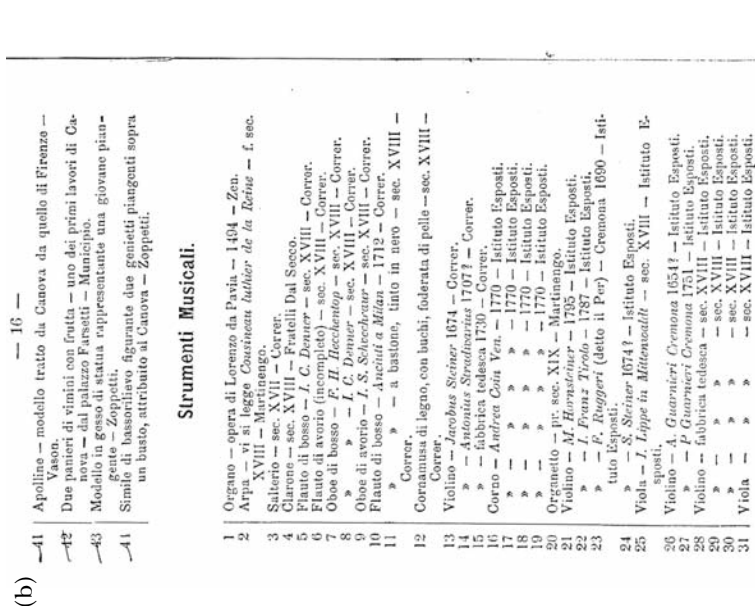 (b)
— 16 —
41 Apolline — modello tratto da Canova da quello di Firenze —
Vason.
42 Due panieri di vimini con frutta — uno dei primi lavori di Ca-
nova — dal palazzo Farsetti — Municipio.
43 Modello in gesso di statua rappresentante una giovane pian-
gente — Zoppetti.
44 Simile di bassorilievo figurante due genietti piangenti sopra
un busto, attribuito al Canova — Zoppetti.
Strumenti Musicali.
1 Organo — opera di Lorenzo da Pavia — 1494 — Zen.
2 Arpa — vi si legge Cousineau luthier de la Reine — f. sec.
XVIII — Martinengo.
3 Salterio — sec. XVII — Correr.
4 Clarone — sec. XVIII — Fratelli Dal Secco.
5 Flauto di bosso — I. C. Denner — sec. XVIII — Correr.
6 Flauto di avorio (incompleto) — sec. XVIII — Correr.
7 Oboe di bosso — F. H. Hecchentop — sec. XVIII — Correr.
8 » — I. C. Denner — sec. XVIII — Correr.
9 Oboe di avorio — I. S. Scheechraur — sec. XVIII — Correr.
10 Flauto di bosso — Anciuti a Milan — 1712 — Correr.
11 » — a bastone, tinto in nero — sec. XVIII —
Correr.
12 Cornamusa di legno, con buchi, foderata di pelle — sec. XVIII —
Correr.
13 Violino — Jacobus Steiner 1674 — Correr.
14 » — Antonius Stradivarius 1707? — Correr.
15 » — fabbrica tedesca 1730 — Correr.
16 Corno — Andrea Coin Ven. — 1770 — Istituto Esposti.
17 » — » » » — 1770 — Istituto Esposti.
18 » — » » » — 1770 — Istituto Esposti.
19 » — » » » — 1770 — Istituto Esposti.
20 Organetto — pr. sec. XIX — Martinengo.
21 Violino — M. Hornsteiner — 1795 — Istituto Esposti.
22 » — I. Franz Tirolo — 1787 — Istituto Esposti.
23 » — F. Ruggeri (detto il Per) — Cremona 1690 — Isti-
tuto Esposti.
24 » — S. Steiner 1674? — Istituto Esposti.
25 Viola — J. Lippe in Mittenwaldt — sec. XVIII — Istituto E-
sposti.
26 Violino — A. Guarnieri Cremona 1654? — Istituto Esposti.
27 » — P Guarnieri Cremona 1751 — Istituto Esposti.
28 Violino — fabbrica tedesca — sec. XVIII — Istituto Esposti.
29 » — » » — sec. XVIII — Istituto Esposti.
30 » — » » — sec. XVIII — Istituto Esposti.
31 Viola — » » — sec. XVIII — Istituto Esposti.